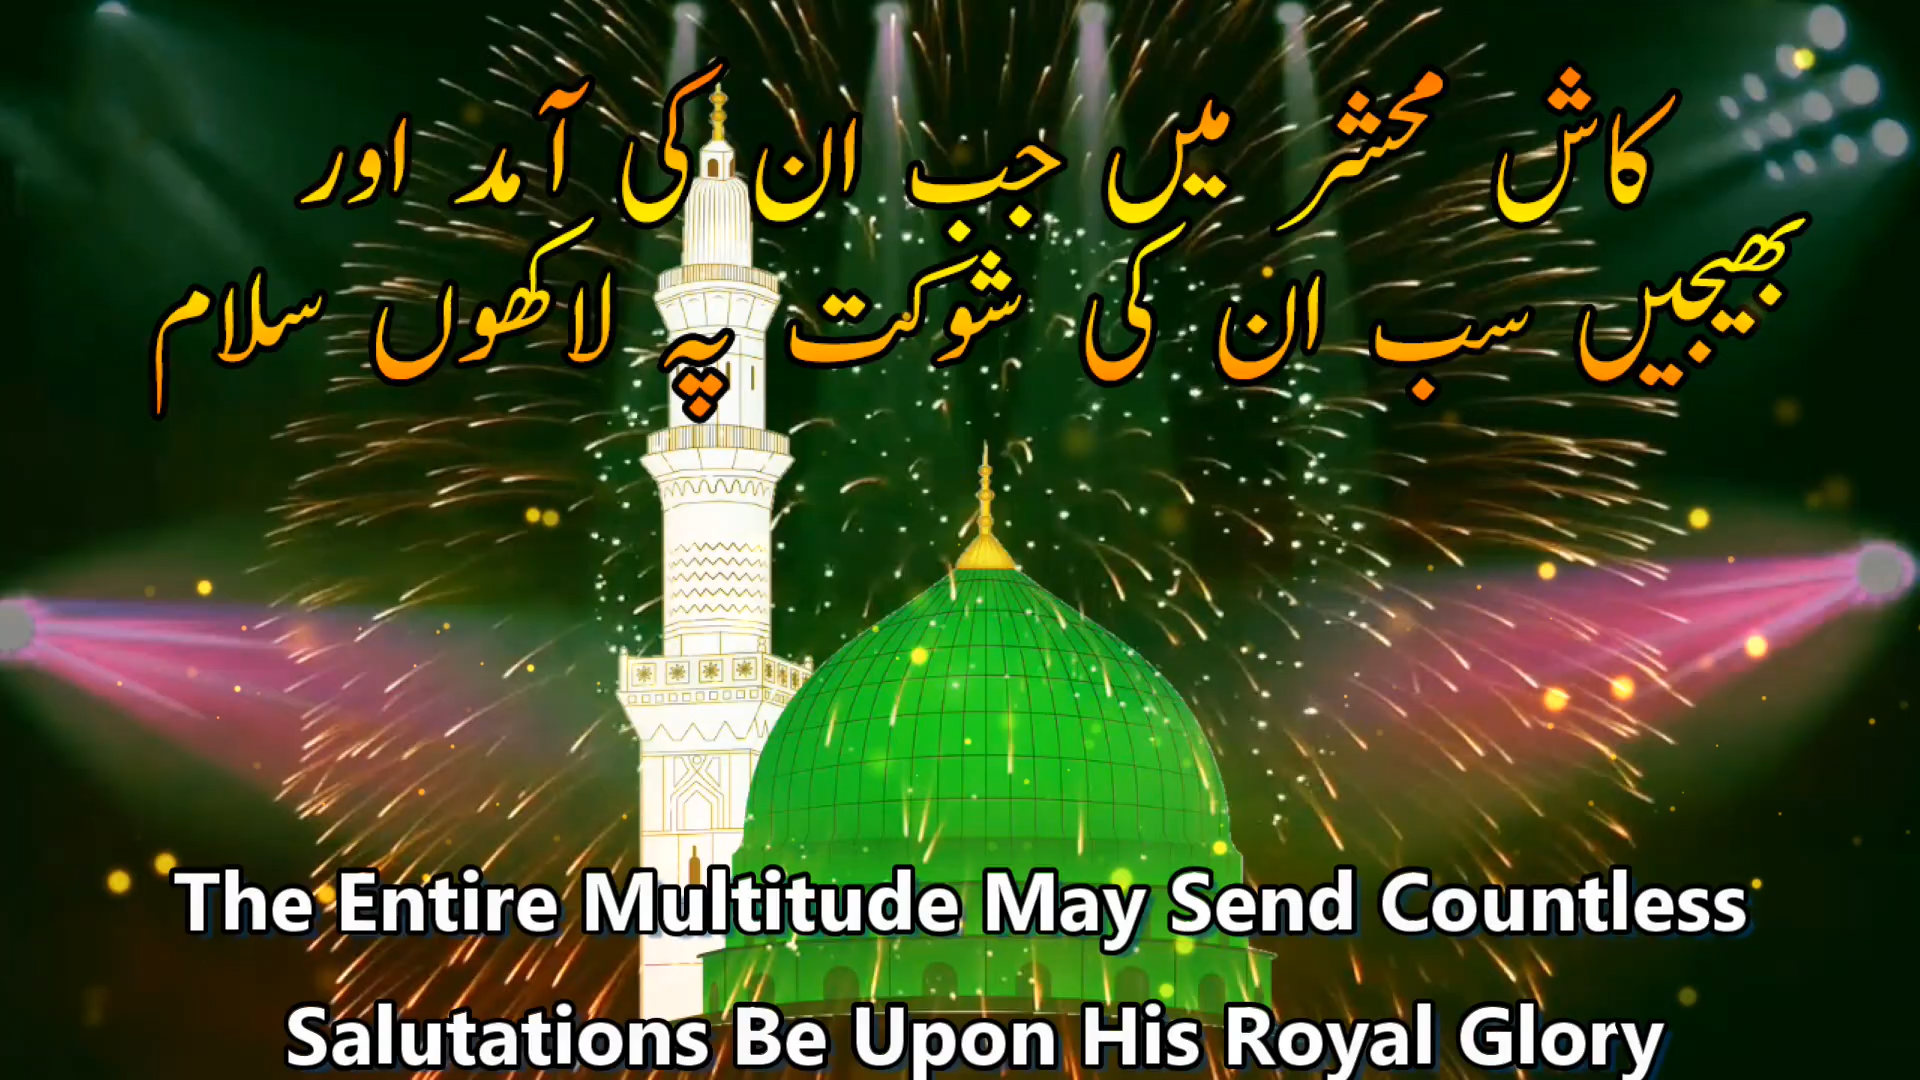 کاش محشر میں جب ان کی آمد اور
بھیجیں سب ان کی شوکت پہ لاکھوں سلام
The Entire Multitude May Send Countless
Salutations Be Upon His Royal Glory